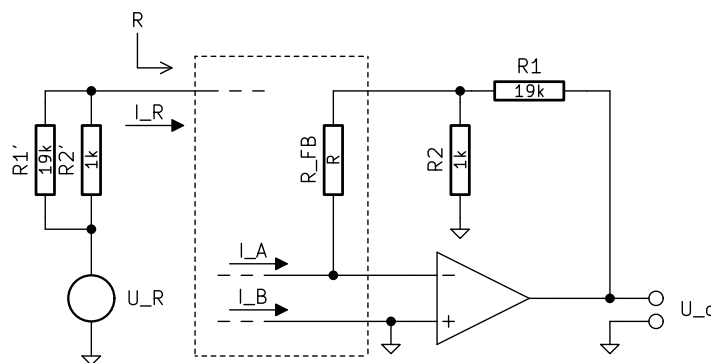 R
R1
19k
I_R
R1´
19k
R2´
1k
R_FB
R
R2
1k
I_A
U_R
I_B
−
+